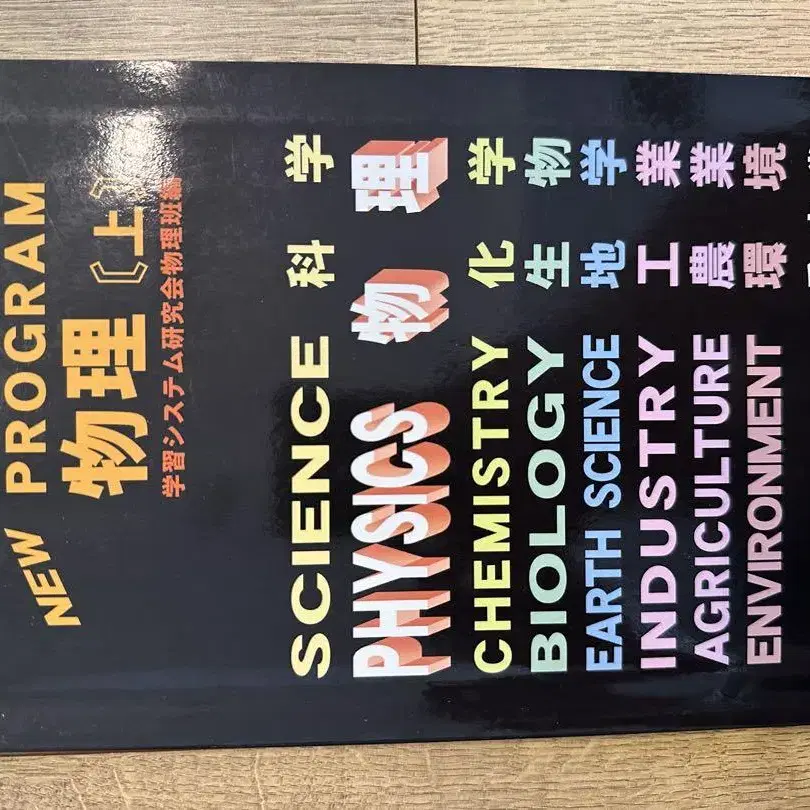 NEW PROGRAM
物理《上》
学習システム研究会物理班編
SCIENCE 科学
PHYSICS 物理
CHEMISTRY 化学
BIOLOGY 生物
EARTH SCIENCE 地学
INDUSTRY 工業
AGRICULTURE 農業
ENVIRONMENT 環境